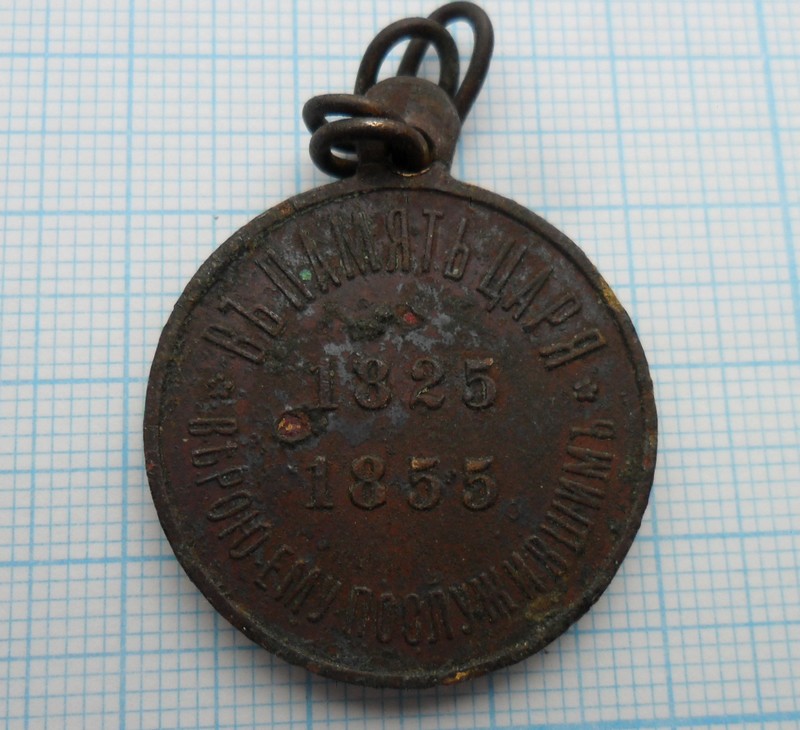 ВЪ ПАМЯТЬ ЦАРЯ
1825
1855
ВѢРОЮ·ЕМУ ПОСЛУЖИВШИМЪ